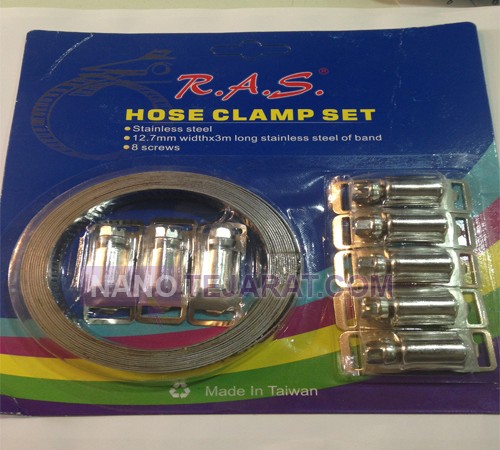 R.A.S.®
HOSE CLAMP SET
•Stainless steel
•12.7mm widthx3m long stainless steel of band
•8 screws
NANOTEJARAT.COM
Made In Taiwan